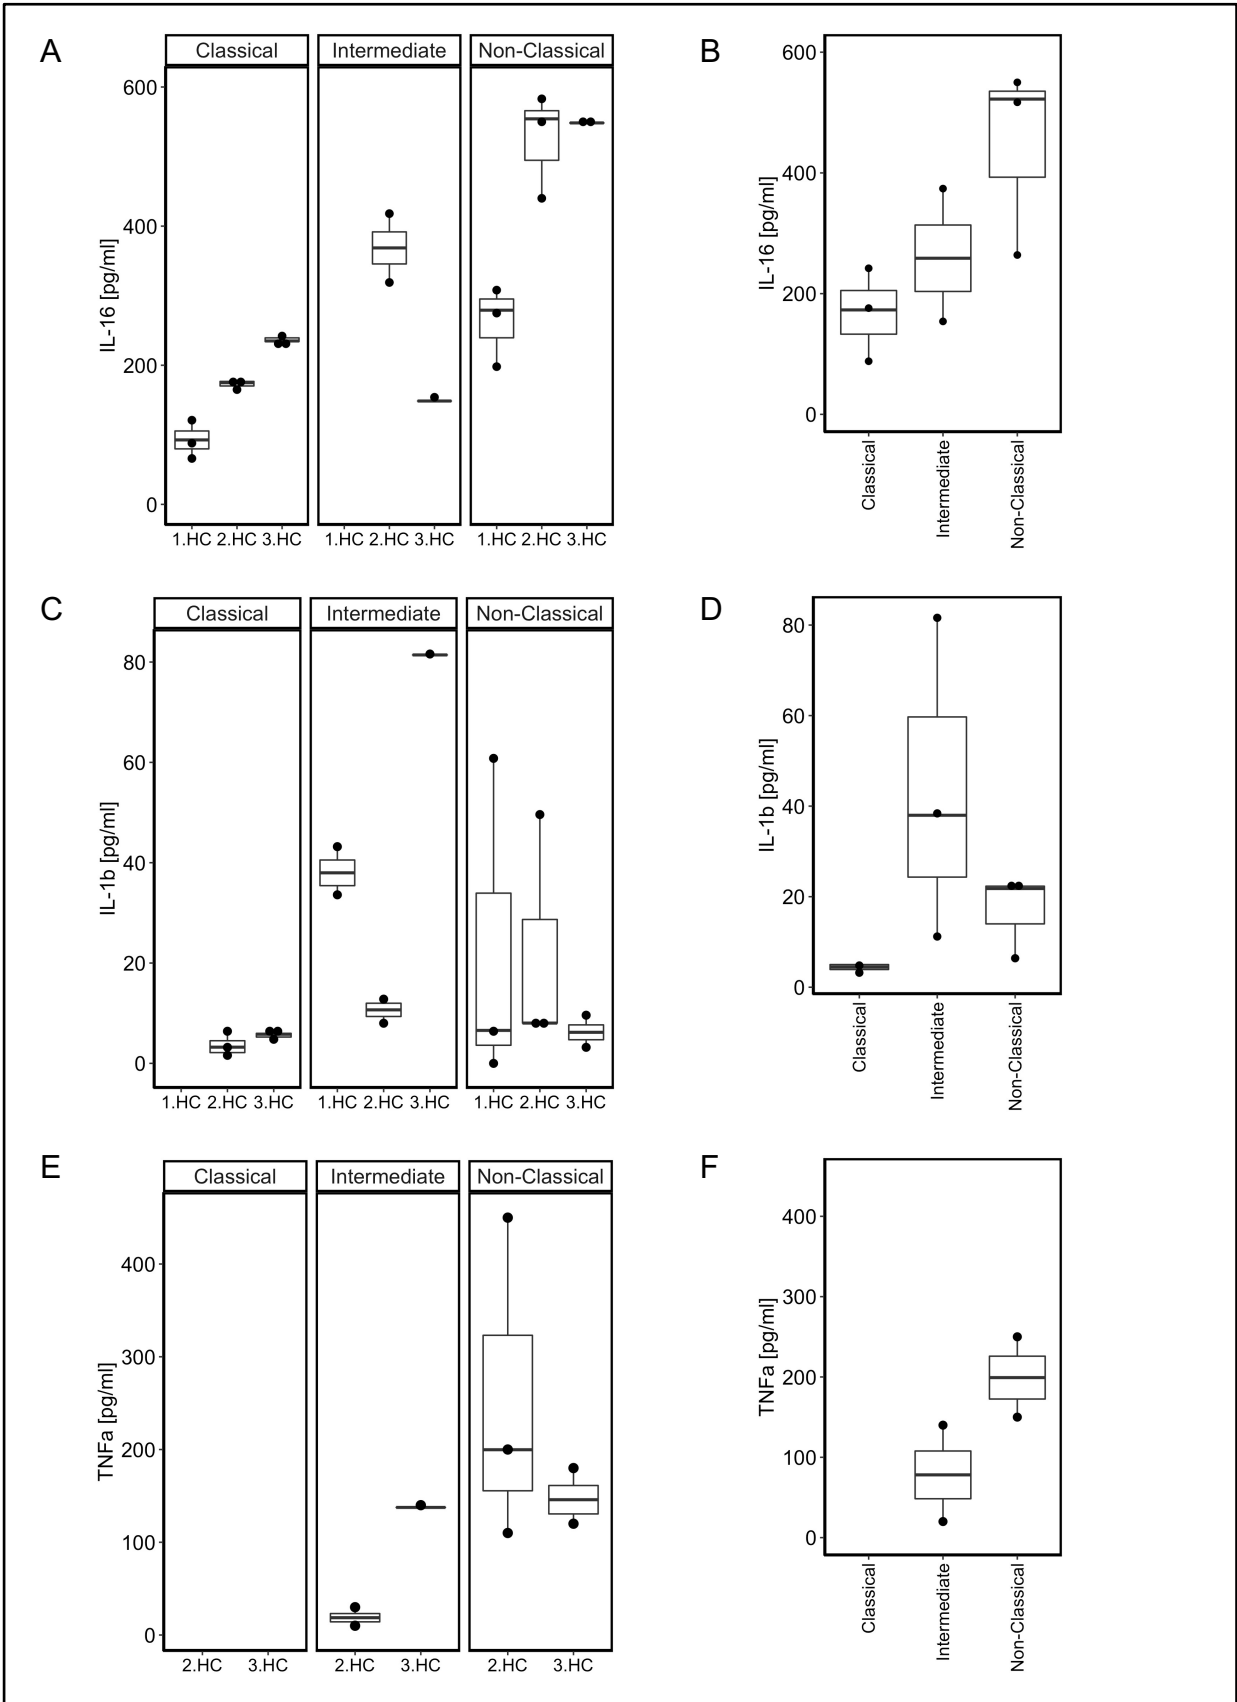 A
Classical Intermediate Non-Classical
IL-16 [pg/ml]
600
400
200
0
1.HC 2.HC 3.HC 1.HC 2.HC 3.HC 1.HC 2.HC 3.HC
B
IL-16 [pg/ml]
600
400
200
0
Classical
Intermediate
Non-Classical
C
Classical Intermediate Non-Classical
IL-1b [pg/ml]
80
60
40
20
0
1.HC 2.HC 3.HC 1.HC 2.HC 3.HC 1.HC 2.HC 3.HC
D
IL-1b [pg/ml]
80
60
40
20
0
Classical
Intermediate
Non-Classical
E
Classical Intermediate Non-Classical
TNFa [pg/ml]
400
300
200
100
0
2.HC 3.HC 2.HC 3.HC 2.HC 3.HC
F
TNFa [pg/ml]
400
300
200
100
0
Classical
Intermediate
Non-Classical